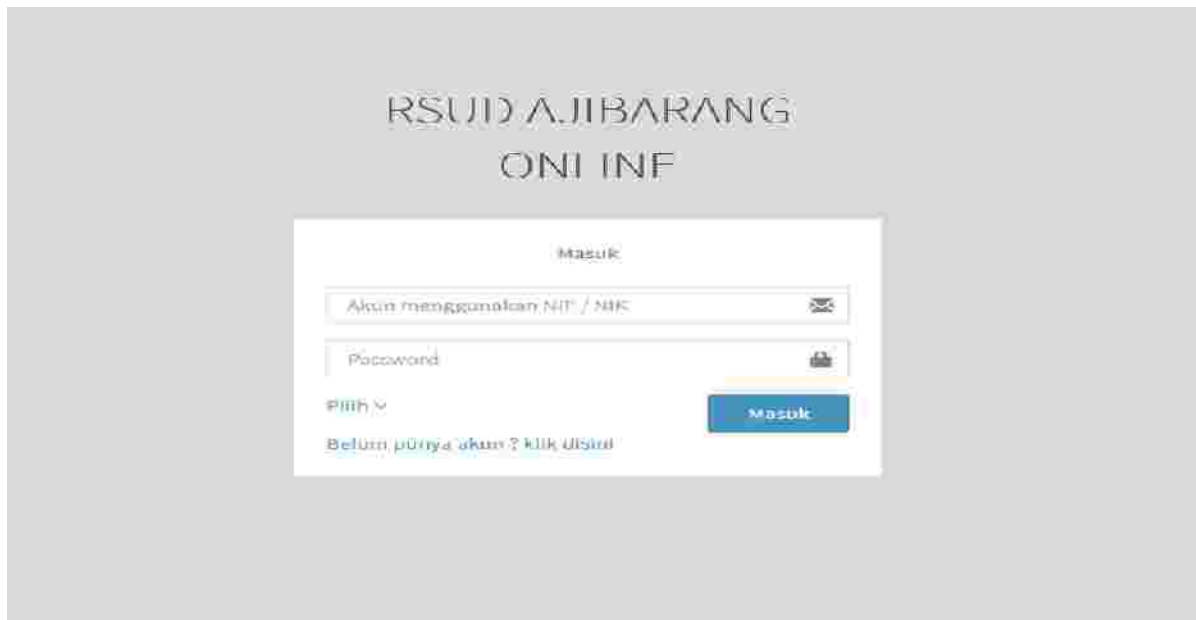 RSUD AJIBARANG
ONLINE
Masuk
Akun menggunakan NIP / NIK
Password
Pilih
Masuk
Belum punya akun ? klik disini